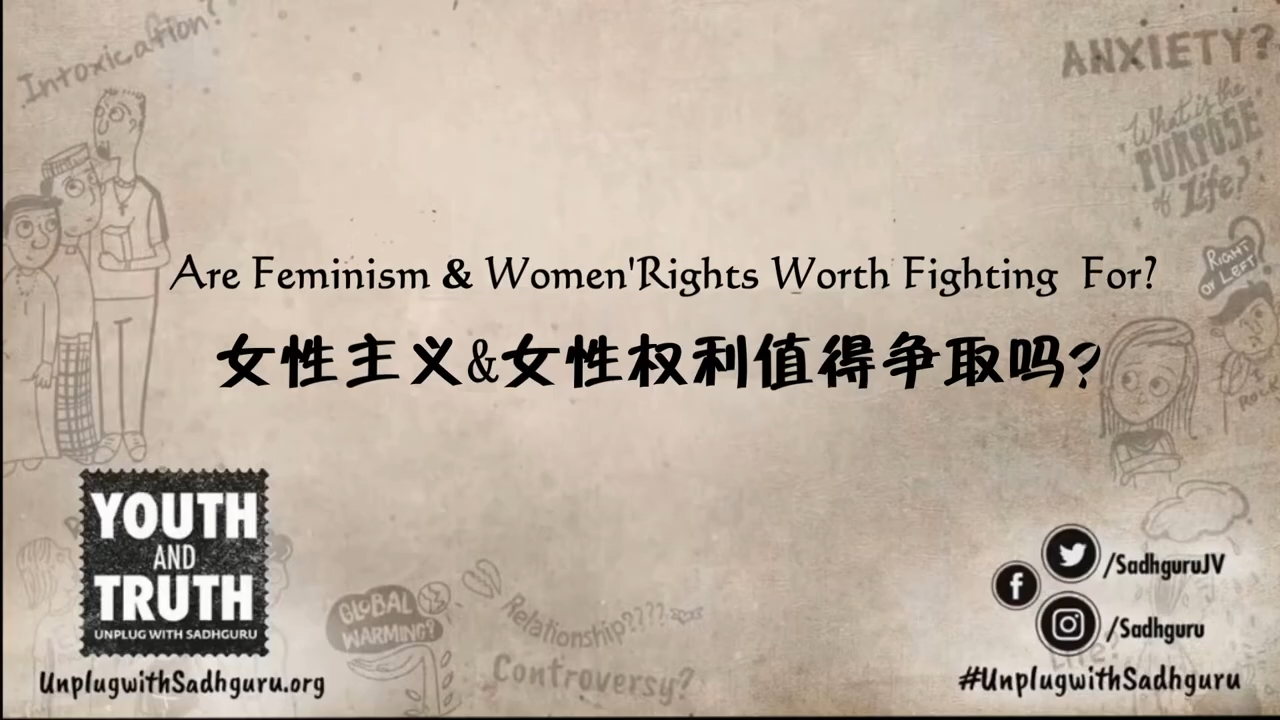 Intoxication?
ANXIETY?
What is the
PURPOSE
of Life?
RIGHT
OR LEFT?
Are Feminism & Women'Rights Worth Fighting For?
女性主义&女性权利值得争取吗?
ROCK
YOUTH
AND
TRUTH
UNPLUG WITH SADHGURU
UnplugwithSadhguru.org
GLOBAL
WARMING?
Relationship????
Controversy?
/SadhguruJV
/Sadhguru
#UnplugwithSadhguru